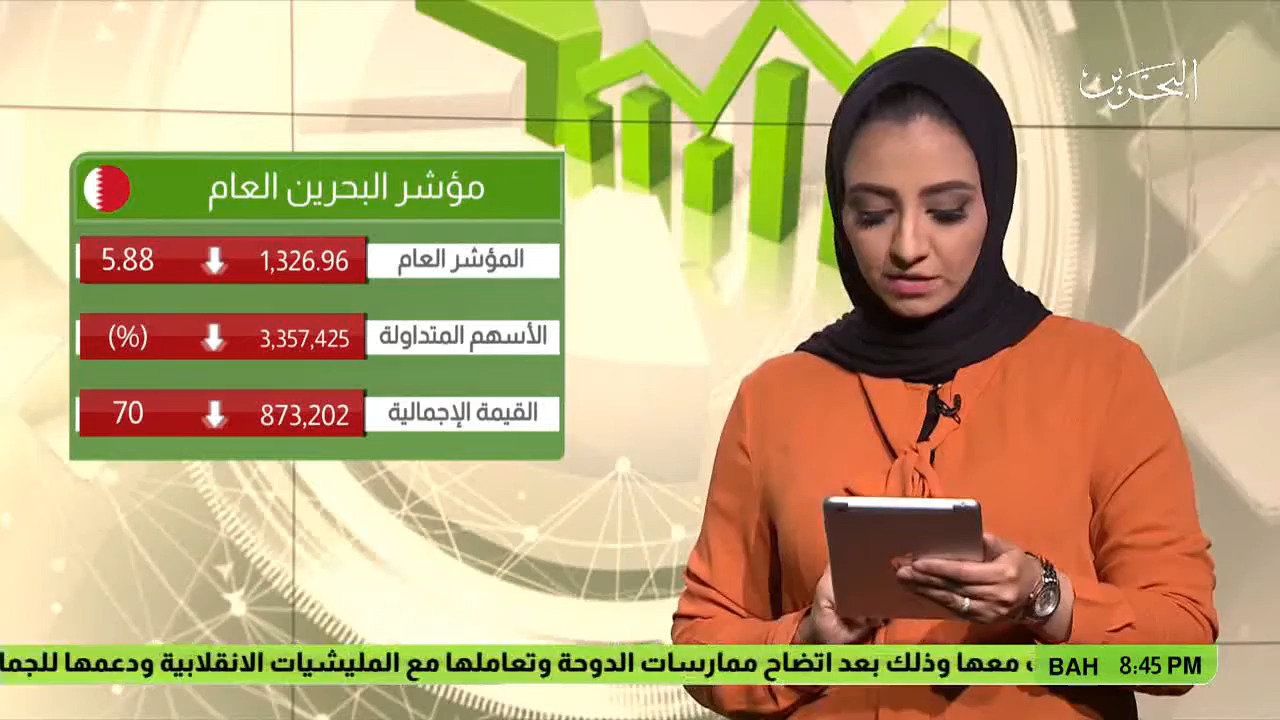 البحرين
مؤشر البحرين العام
المؤشر العام 1,326.96 5.88
الأسهم المتداولة 3,357,425 (%)
القيمة الإجمالية 873,202 70
معها وذلك بعد اتضاح ممارسات الدوحة وتعاملها مع المليشيات الانقلابية ودعمها
BAH 8:45 PM